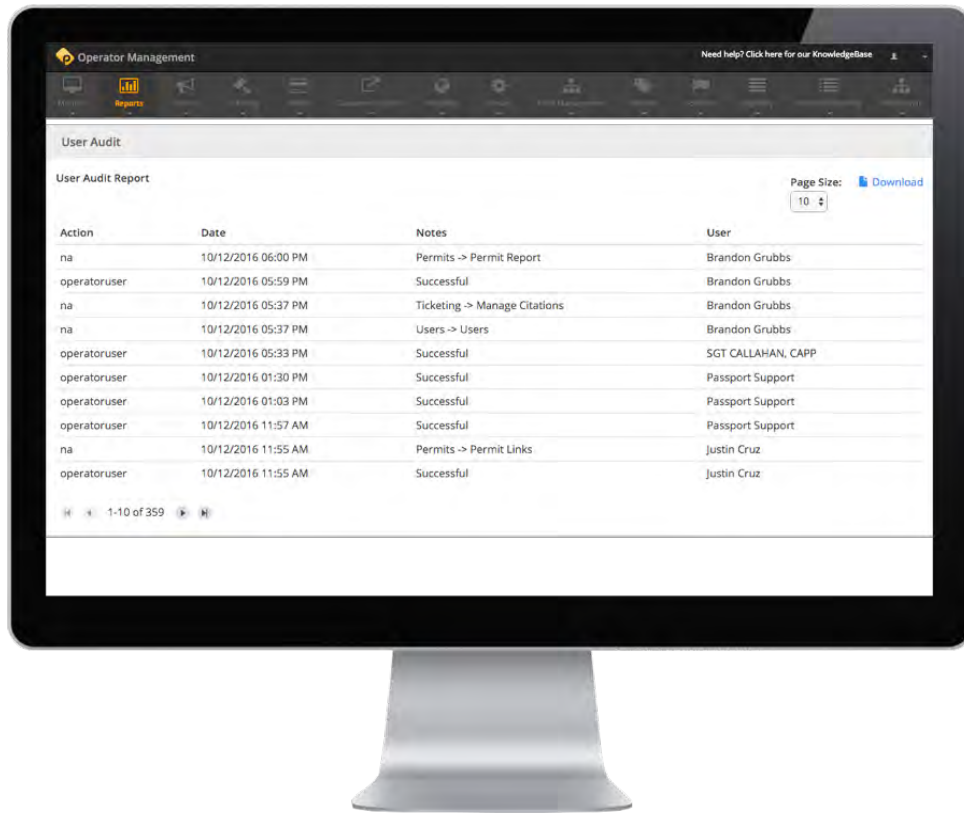 Operator Management
Need help? Click here for our KnowledgeBase
Reports
User Audit
User Audit Report
Page Size:
Download
10
Action Date Notes User
na 10/12/2016 06:00 PM Permits -> Permit Report Brandon Grubbs
operatoruser 10/12/2016 05:59 PM Successful Brandon Grubbs
na 10/12/2016 05:37 PM Ticketing -> Manage Citations Brandon Grubbs
na 10/12/2016 05:37 PM Users -> Users Brandon Grubbs
operatoruser 10/12/2016 05:33 PM Successful SGT CALLAHAN, CAPP
operatoruser 10/12/2016 01:30 PM Successful Passport Support
operatoruser 10/12/2016 01:03 PM Successful Passport Support
operatoruser 10/12/2016 11:57 AM Successful Passport Support
na 10/12/2016 11:55 AM Permits -> Permit Links Justin Cruz
operatoruser 10/12/2016 11:55 AM Successful Justin Cruz
1-10 of 359